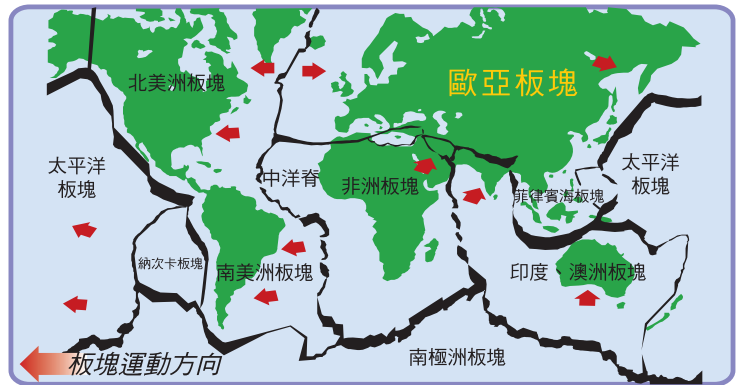 北美洲板塊
歐亞板塊
太平洋
板塊
中洋脊
非洲板塊
菲律賓海板塊
太平洋
板塊
納次卡板塊
南美洲板塊
印度、澳洲板塊
南極洲板塊
板塊運動方向